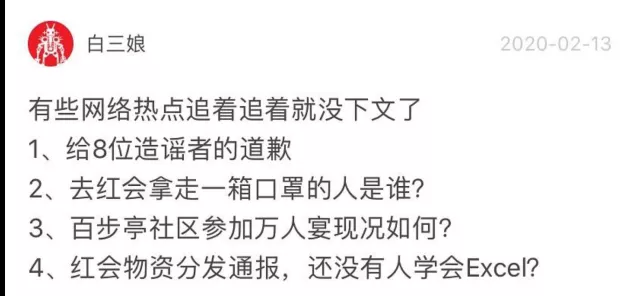 白三娘
2020-02-13
有些网络热点追着追着就没下文了
1、给8位造谣者的道歉
2、去红会拿走一箱口罩的人是谁?
3、百步亭社区参加万人宴现况如何?
4、红会物资分发通报，还没有人学会Excel?